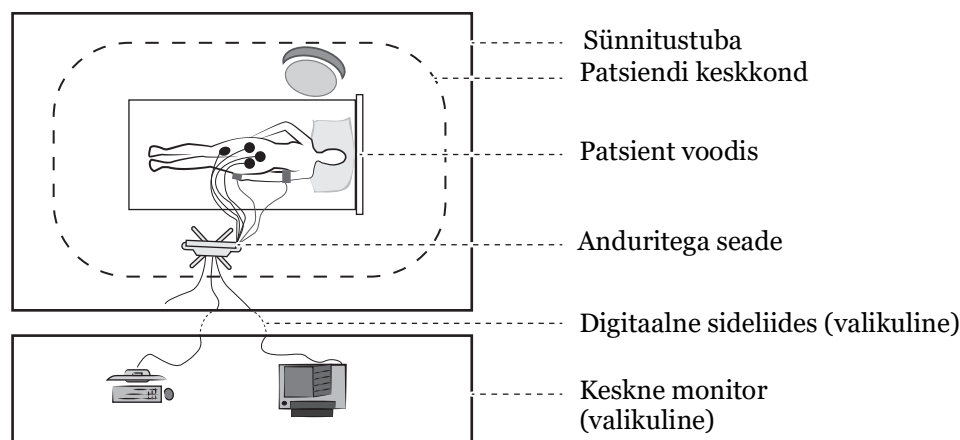 Sünnitustuba
Patsiendi keskkond
Patsient voodis
Anduritega seade
Digitaalne sideliides (valikuline)
Keskne monitor
(valikuline)